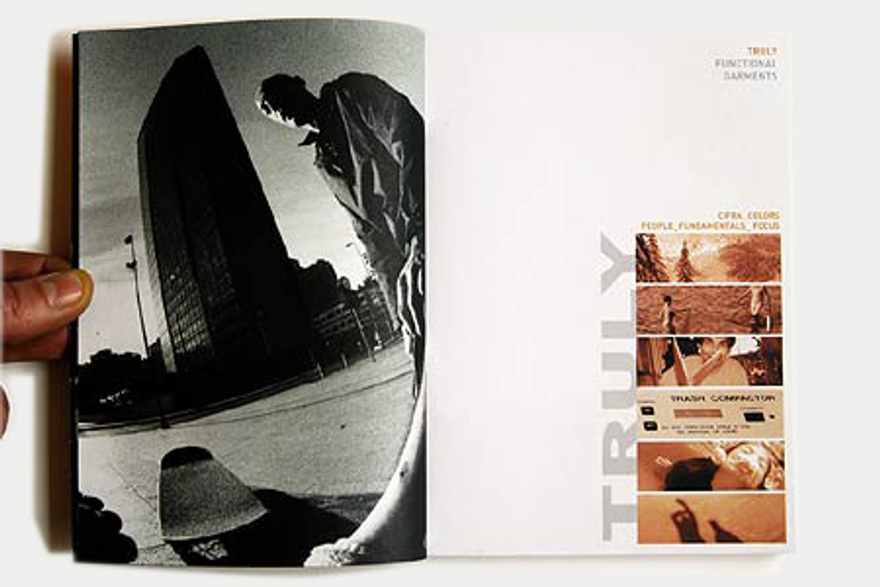 TRULY
FUNCTIONAL
GARMENTS
CIFRA_COLORS
PEOPLE_FUNDAMENTALS_FOCUS
TRULY
TRASH COMPACTOR